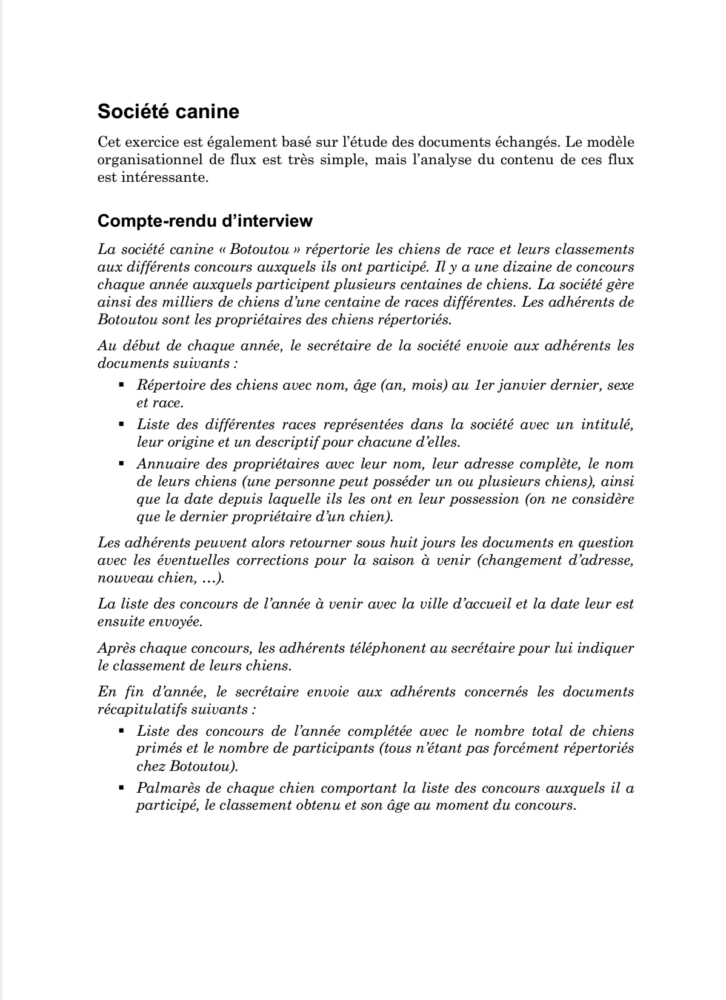 Société canine
Cet exercice est également basé sur l’étude des documents échangés. Le modèle
organisationnel de flux est très simple, mais l’analyse du contenu de ces flux
est intéressante.
Compte-rendu d’interview
La société canine « Botoutou » répertorie les chiens de race et leurs classements
aux différents concours auxquels ils ont participé. Il y a une dizaine de concours
chaque année auxquels participent plusieurs centaines de chiens. La société gère
ainsi des milliers de chiens d’une centaine de races différentes. Les adhérents de
Botoutou sont les propriétaires des chiens répertoriés.
Au début de chaque année, le secrétaire de la société envoie aux adhérents les
documents suivants :
▪ Répertoire des chiens avec nom, âge (an, mois) au 1er janvier dernier, sexe
et race.
▪ Liste des différentes races représentées dans la société avec un intitulé,
leur origine et un descriptif pour chacune d’elles.
▪ Annuaire des propriétaires avec leur nom, leur adresse complète, le nom
de leurs chiens (une personne peut posséder un ou plusieurs chiens), ainsi
que la date depuis laquelle ils les ont en leur possession (on ne considère
que le dernier propriétaire d’un chien).
Les adhérents peuvent alors retourner sous huit jours les documents en question
avec les éventuelles corrections pour la saison à venir (changement d’adresse,
nouveau chien, …).
La liste des concours de l’année à venir avec la ville d’accueil et la date leur est
ensuite envoyée.
Après chaque concours, les adhérents téléphonent au secrétaire pour lui indiquer
le classement de leurs chiens.
En fin d’année, le secrétaire envoie aux adhérents concernés les documents
récapitulatifs suivants :
▪ Liste des concours de l’année complétée avec le nombre total de chiens
primés et le nombre de participants (tous n’étant pas forcément répertoriés
chez Botoutou).
▪ Palmarès de chaque chien comportant la liste des concours auxquels il a
participé, le classement obtenu et son âge au moment du concours.